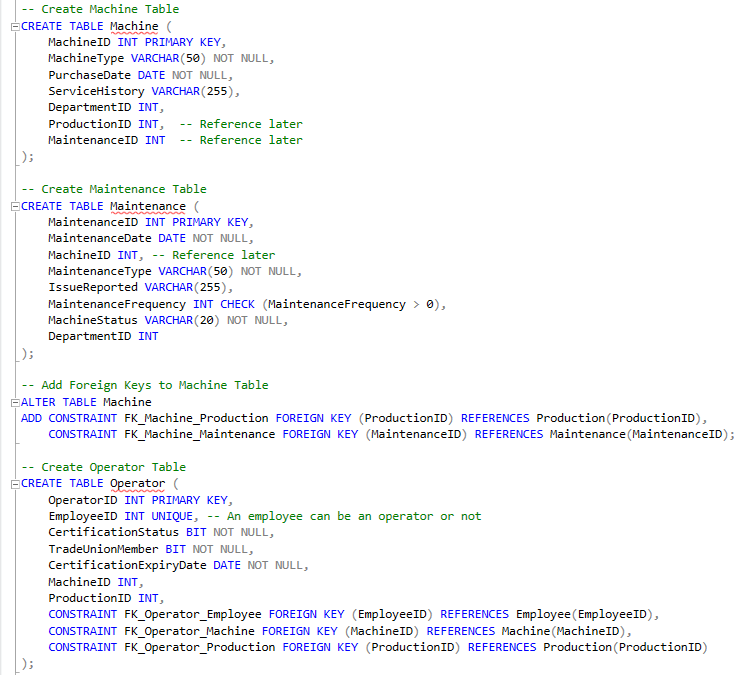 -- Create Machine Table
CREATE TABLE Machine (
    MachineID INT PRIMARY KEY,
    MachineType VARCHAR(50) NOT NULL,
    PurchaseDate DATE NOT NULL,
    ServiceHistory VARCHAR(255),
    DepartmentID INT,
    ProductionID INT,  -- Reference later
    MaintenanceID INT  -- Reference later
);

-- Create Maintenance Table
CREATE TABLE Maintenance (
    MaintenanceID INT PRIMARY KEY,
    MaintenanceDate DATE NOT NULL,
    MachineID INT, -- Reference later
    MaintenanceType VARCHAR(50) NOT NULL,
    IssueReported VARCHAR(255),
    MaintenanceFrequency INT CHECK (MaintenanceFrequency > 0),
    MachineStatus VARCHAR(20) NOT NULL,
    DepartmentID INT
);

-- Add Foreign Keys to Machine Table
ALTER TABLE Machine
ADD CONSTRAINT FK_Machine_Production FOREIGN KEY (ProductionID) REFERENCES Production(ProductionID),
    CONSTRAINT FK_Machine_Maintenance FOREIGN KEY (MaintenanceID) REFERENCES Maintenance(MaintenanceID);

-- Create Operator Table
CREATE TABLE Operator (
    OperatorID INT PRIMARY KEY,
    EmployeeID INT UNIQUE, -- An employee can be an operator or not
    CertificationStatus BIT NOT NULL,
    TradeUnionMember BIT NOT NULL,
    CertificationExpiryDate DATE NOT NULL,
    MachineID INT,
    ProductionID INT,
    CONSTRAINT FK_Operator_Employee FOREIGN KEY (EmployeeID) REFERENCES Employee(EmployeeID),
    CONSTRAINT FK_Operator_Machine FOREIGN KEY (MachineID) REFERENCES Machine(MachineID),
    CONSTRAINT FK_Operator_Production FOREIGN KEY (ProductionID) REFERENCES Production(ProductionID)
);